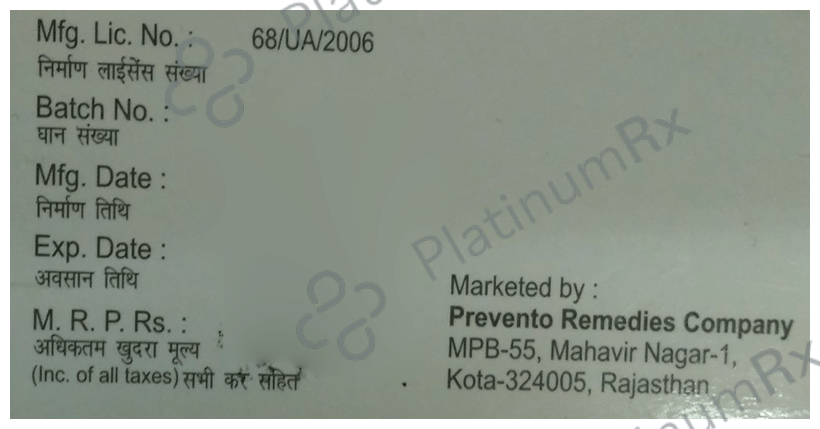 Mfg. Lic. No. : 68/UA/2006
निर्माण लाईसेंस संख्या
Batch No. :
घान संख्या
Mfg. Date :
निर्माण तिथि
Exp. Date :
अवसान तिथि
M. R. P. Rs. :
अधिकतम खुदरा मूल्य
(Inc. of all taxes) सभी कर सहित
Marketed by :
Prevento Remedies Company
MPB-55, Mahavir Nagar-1,
Kota-324005, Rajasthan
PlatinumRx